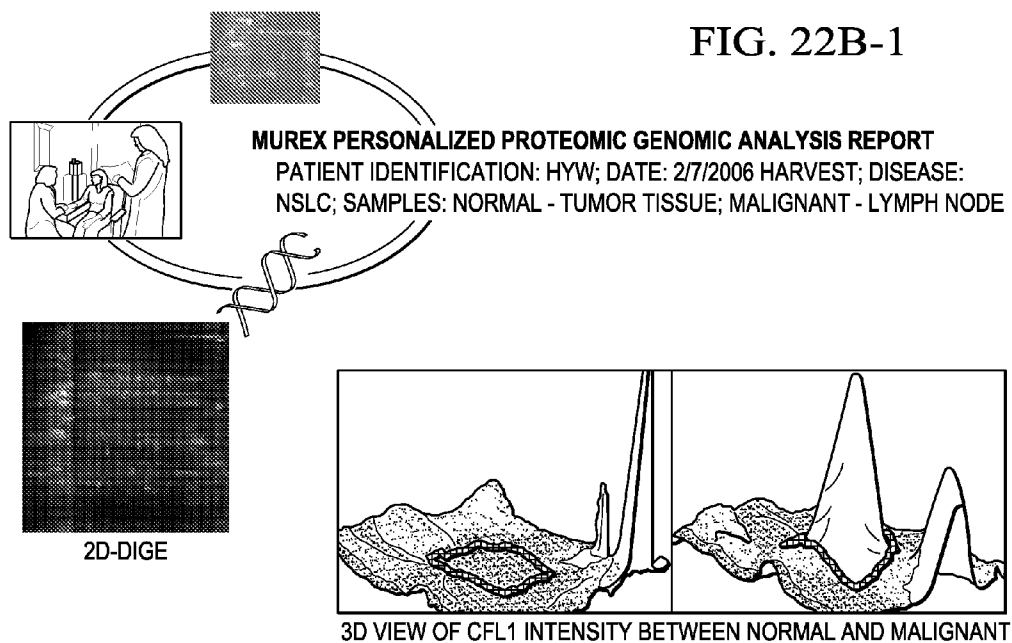 FIG. 22B-1
MUREX PERSONALIZED PROTEOMIC GENOMIC ANALYSIS REPORT
PATIENT IDENTIFICATION: HYW; DATE: 2/7/2006 HARVEST; DISEASE:
NSLC; SAMPLES: NORMAL - TUMOR TISSUE; MALIGNANT - LYMPH NODE
2D-DIGE
3D VIEW OF CFL1 INTENSITY BETWEEN NORMAL AND MALIGNANT